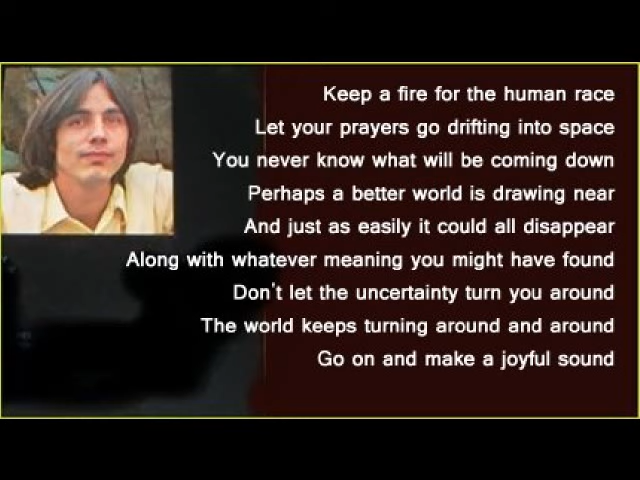 Keep a fire for the human race
Let your prayers go drifting into space
You never know what will be coming down
Perhaps a better world is drawing near
And just as easily it could all disappear
Along with whatever meaning you might have found
Don't let the uncertainty turn you around
The world keeps turning around and around
Go on and make a joyful sound